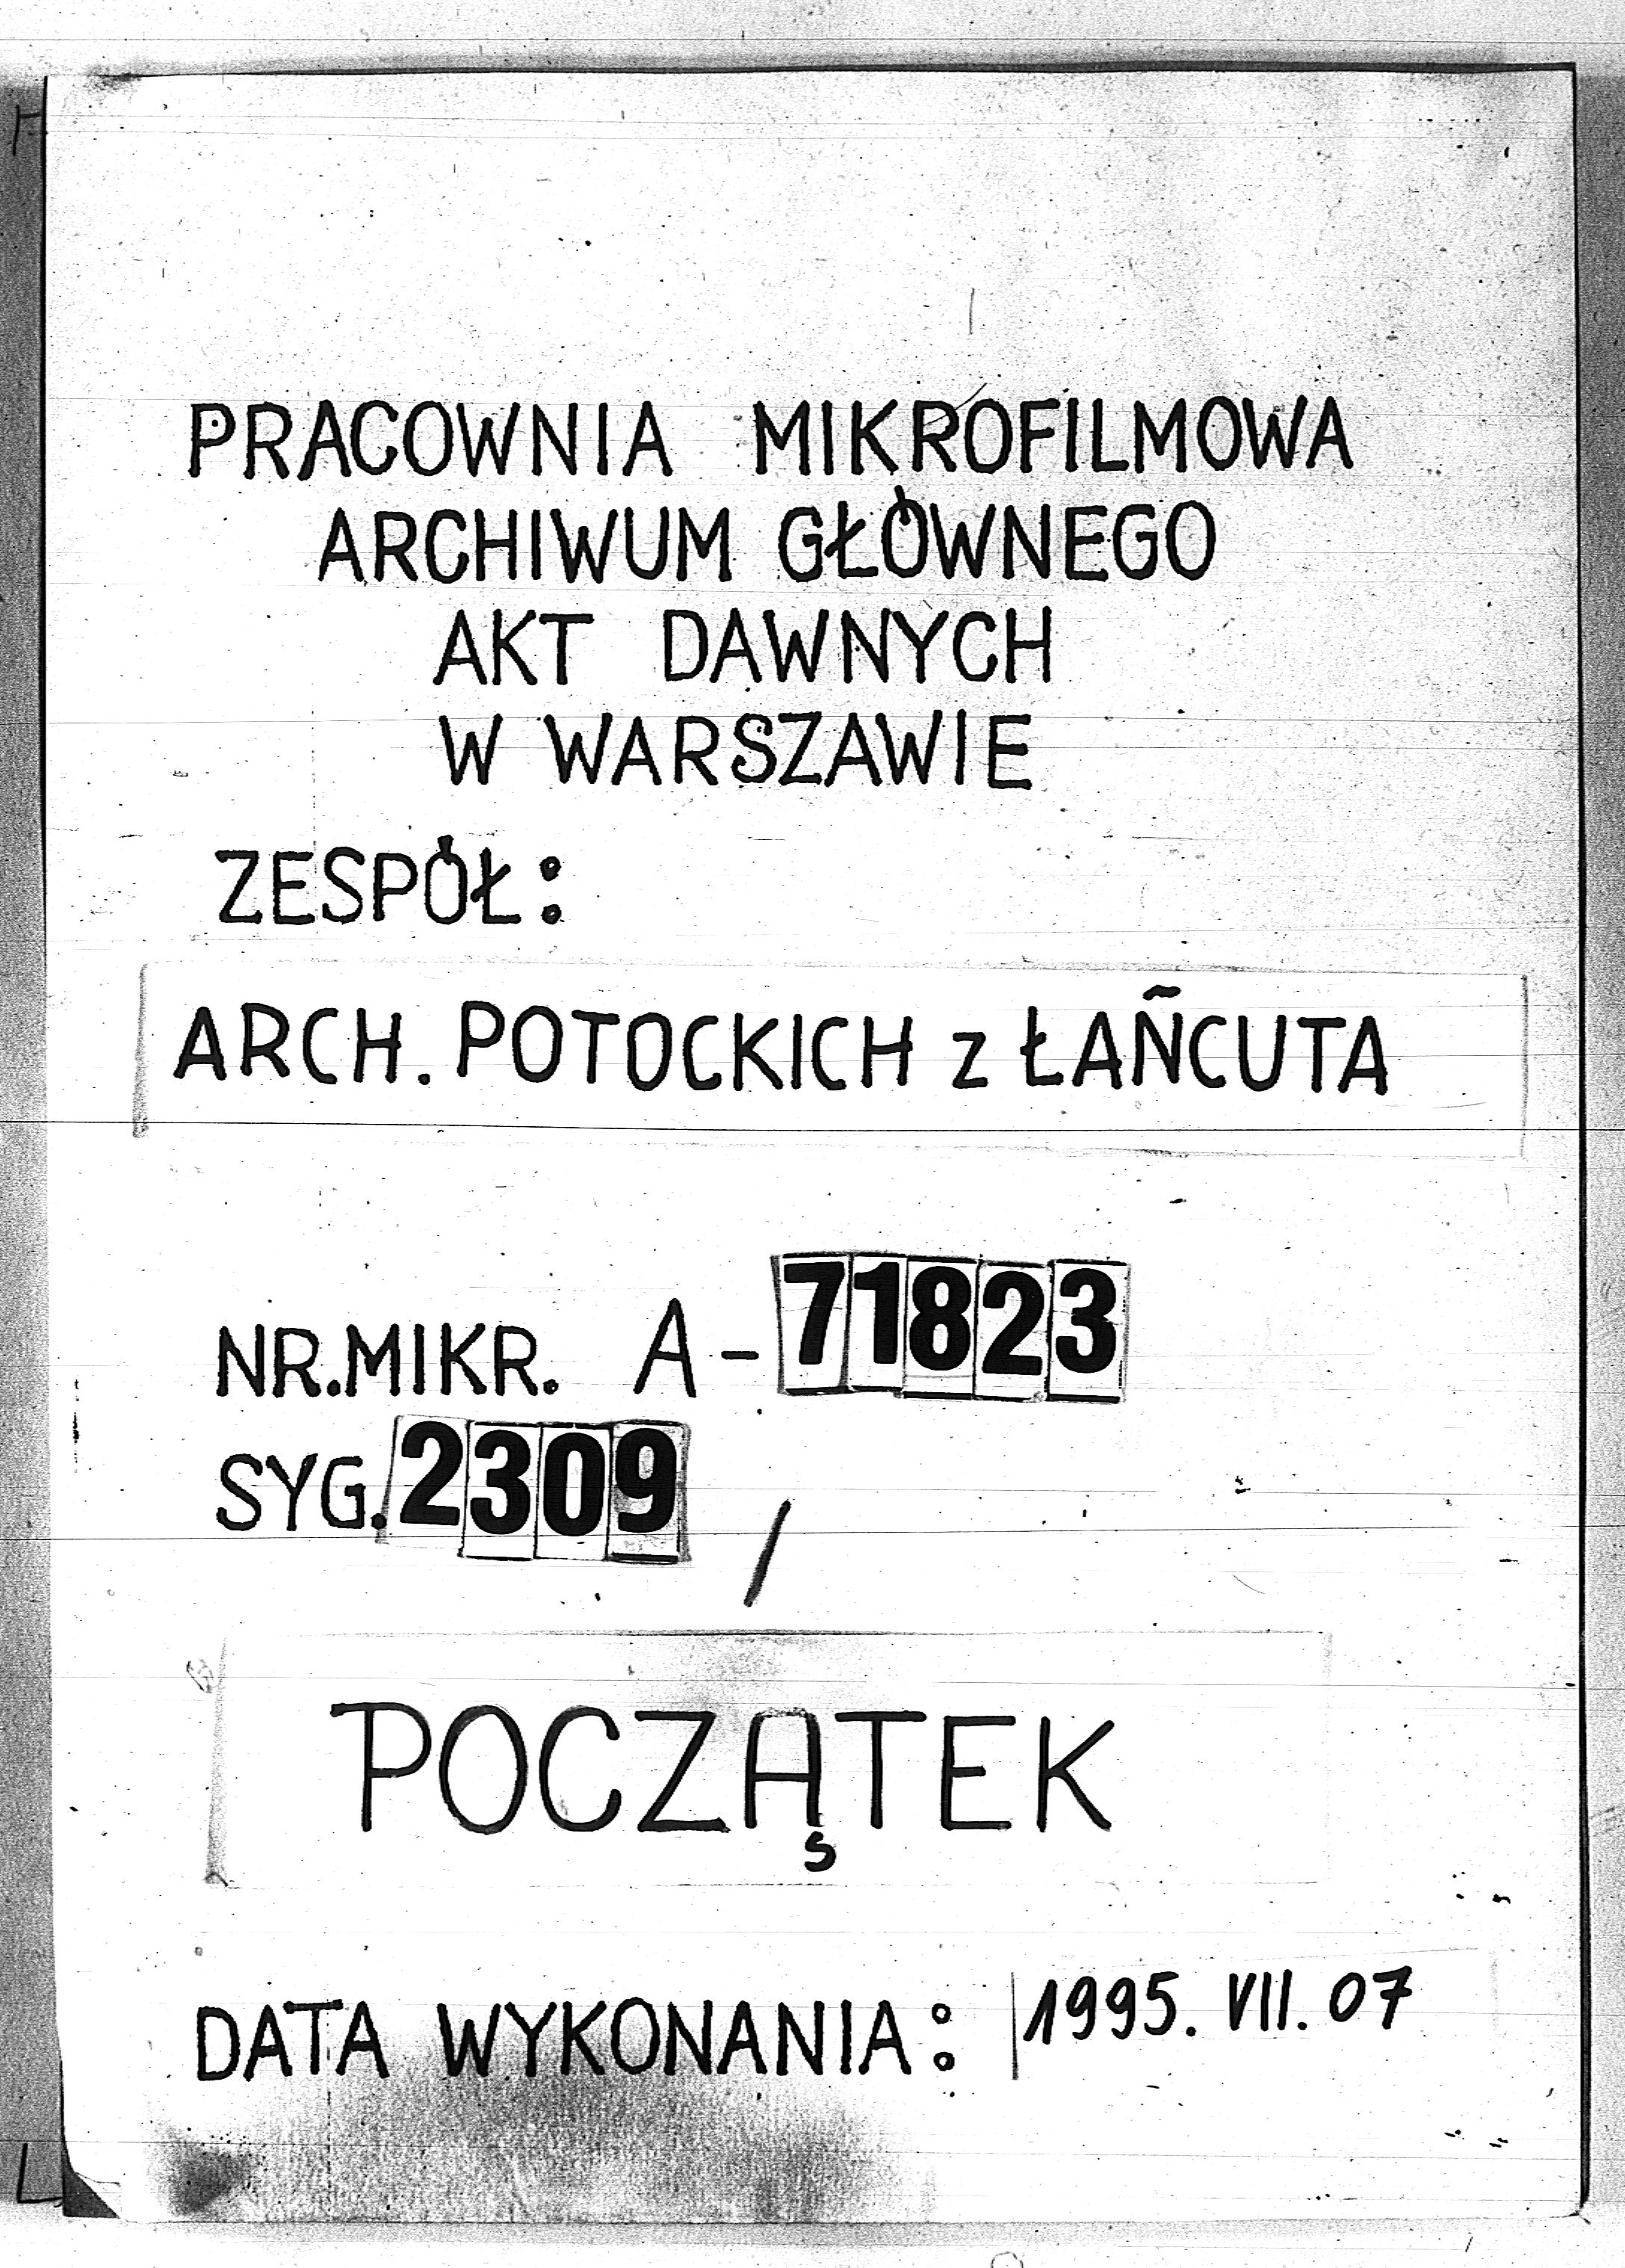 PRACOWNIA MIKROFILMOWA
ARCHIWUM GŁÓWNEGO
AKT DAWNYCH
W WARSZAWIE
ZESPÓŁ:
ARCH. POTOCKICH z ŁAŃCUTA
NR.MIKR. A-71823
SYG. 2309 /
POCZĄTEK
DATA WYKONANIA: 1995. VII. 07